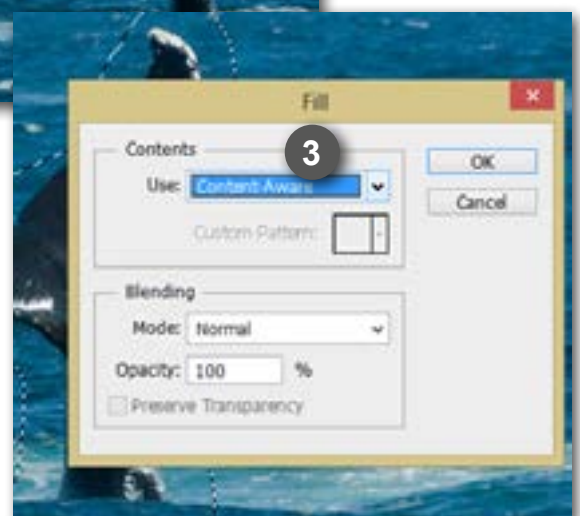 Fill
3
Contents
OK
Use: Content-Aware
Cancel
Custom Pattern:
Blending
Mode: Normal
Opacity: 100 %
Preserve Transparency